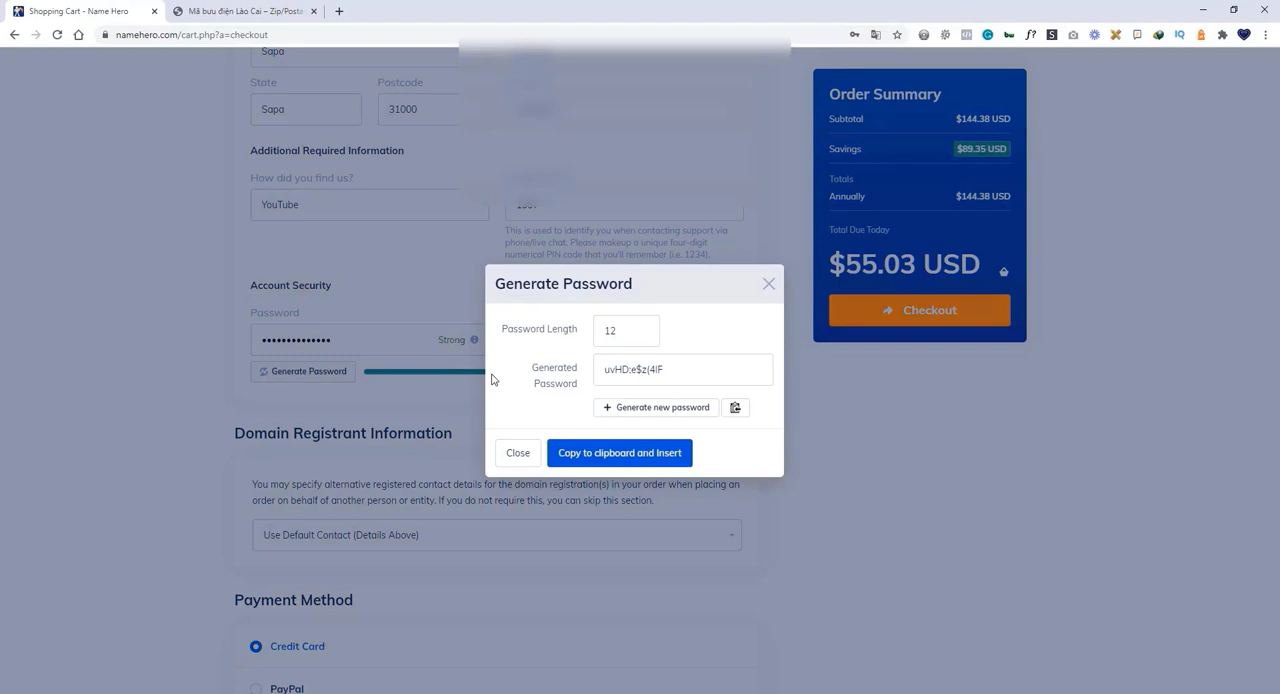 Shopping Cart - Name Hero
Mã bưu điện Lào Cai – Zip/Posta
namehero.com/cart.php?a=checkout
Sapa
State
Postcode
Sapa
31000
Additional Required Information
How did you find us?
YouTube
This is used to identify you when contacting support via
phone/live chat. Please makeup a unique four-digit
numerical PIN code that you'll remember (i.e., 1234).
Account Security
Password
••••••••••••••
Strong
Generate Password
Generate Password
Password Length
12
Generated
Password
uvHD;e$z(4lF
Generate new password
Close
Copy to clipboard and Insert
Domain Registrant Information
You may specify alternative registered contact details for the domain registration(s) in your order when placing an
order on behalf of another person or entity. If you do not require this, you can skip this section.
Use Default Contact (Details Above)
Payment Method
Credit Card
PayPal
Order Summary
Subtotal
$144.38 USD
Savings
$89.35 USD
Totals
Annually
$144.38 USD
Total Due Today
$55.03 USD
Checkout